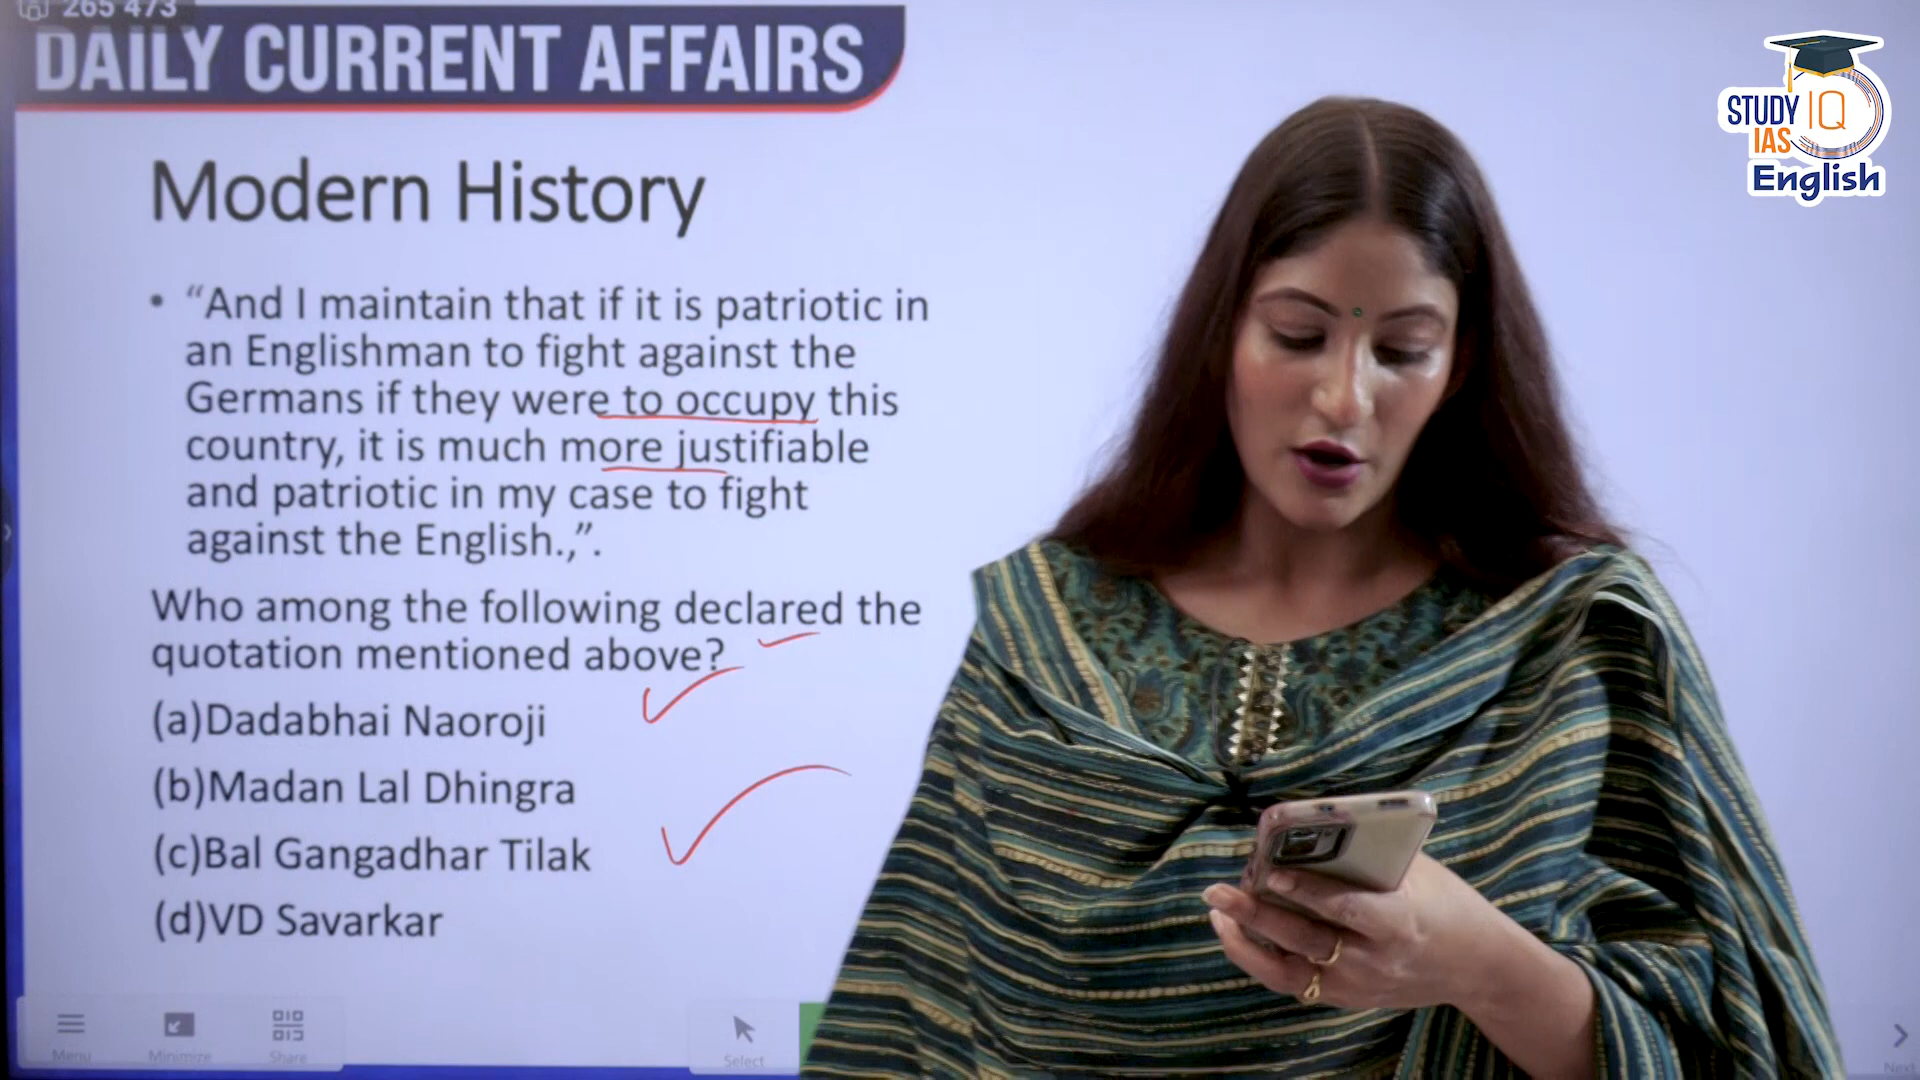 265 473
DAILY CURRENT AFFAIRS
STUDY IQ
IAS
English
Modern History
• “And I maintain that if it is patriotic in
an Englishman to fight against the
Germans if they were to occupy this
country, it is much more justifiable
and patriotic in my case to fight
against the English.,”.
Who among the following declared the
quotation mentioned above?
(a)Dadabhai Naoroji
(b)Madan Lal Dhingra
(c)Bal Gangadhar Tilak
(d)VD Savarkar
Menu
Minimize
Share
Select
Next